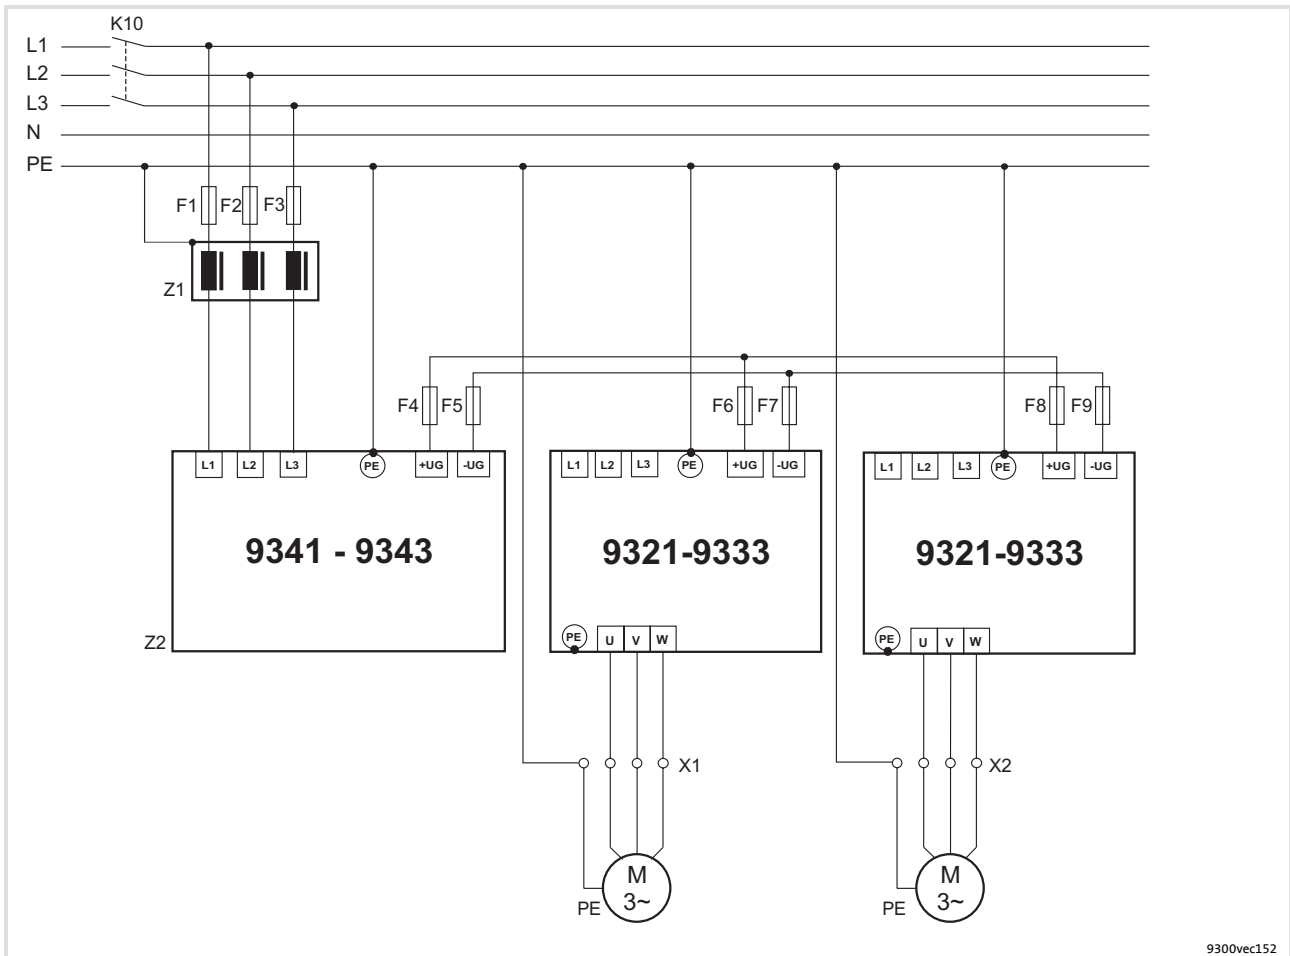 K10
L1
L2
L3
N
PE
F1 F2 F3
Z1
F4 F5 F6 F7 F8 F9
L1 L2 L3 PE +UG -UG
L1 L2 L3 PE +UG -UG
L1 L2 L3 PE +UG -UG
9341 - 9343
9321-9333
9321-9333
Z2
PE U V W
PE U V W
X1
X2
M
3~
PE
M
3~
PE
9300vec152